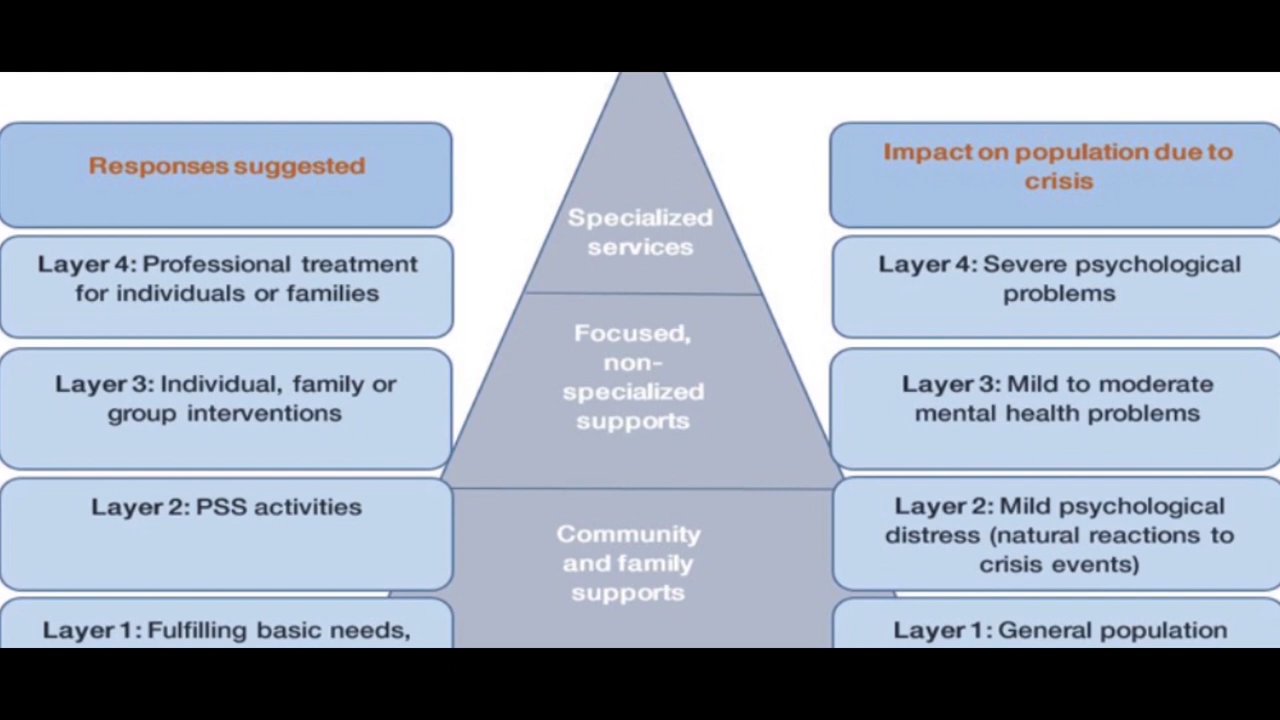 Responses suggested
Layer 4: Professional treatment
for individuals or families
Layer 3: Individual, family or
group interventions
Layer 2: PSS activities
Layer 1: Fulfilling basic needs,
Specialized
services
Focused,
non-
specialized
supports
Community
and family
supports
Impact on population due to
crisis
Layer 4: Severe psychological
problems
Layer 3: Mild to moderate
mental health problems
Layer 2: Mild psychological
distress (natural reactions to
crisis events)
Layer 1: General population